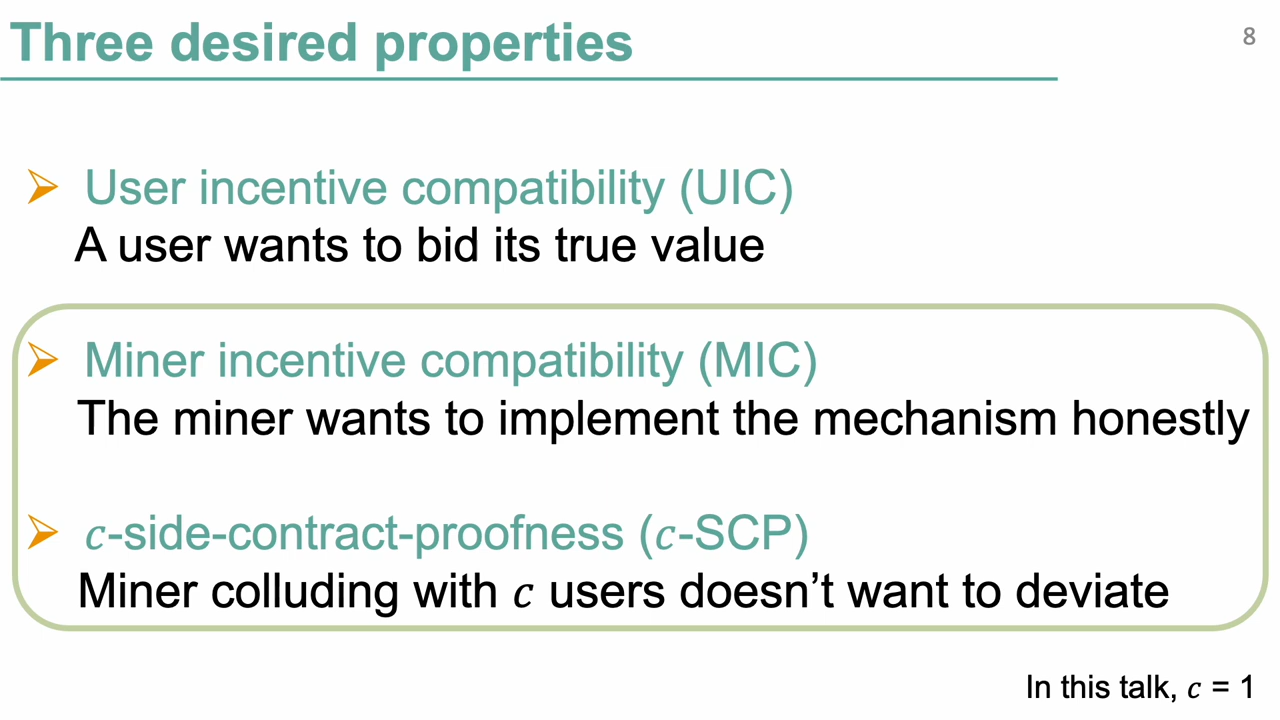 Three desired properties
8
➢ User incentive compatibility (UIC)
A user wants to bid its true value
➢ Miner incentive compatibility (MIC)
The miner wants to implement the mechanism honestly
➢ 𝑐-side-contract-proofness (𝑐-SCP)
Miner colluding with 𝑐 users doesn’t want to deviate
In this talk, 𝑐 = 1